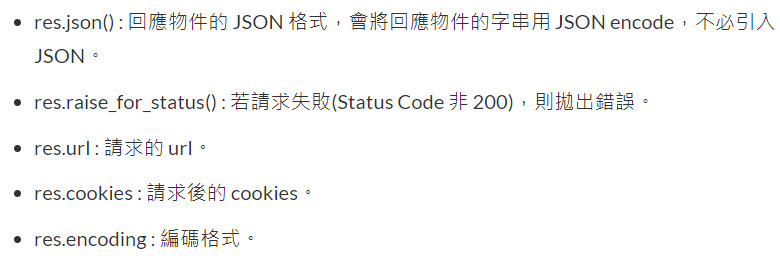 • res.json() : 回應物件的 JSON 格式，會將回應物件的字串用 JSON encode，不必引入
JSON。
• res.raise_for_status() : 若請求失敗(Status Code 非 200)，則拋出錯誤。
• res.url : 請求的 url。
• res.cookies : 請求後的 cookies。
• res.encoding : 編碼格式。